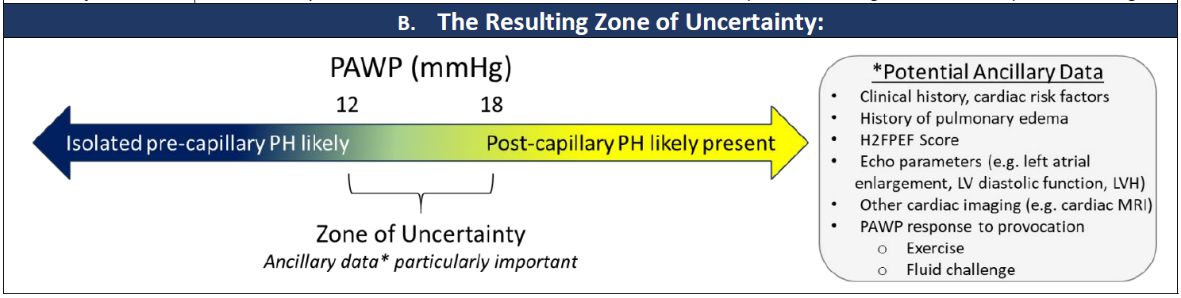 B. The Resulting Zone of Uncertainty:
PAWP (mmHg)
12 18
Isolated pre-capillary PH likely Post-capillary PH likely present
Zone of Uncertainty
Ancillary data* particularly important
*Potential Ancillary Data
• Clinical history, cardiac risk factors
• History of pulmonary edema
• H2FPEF Score
• Echo parameters (e.g. left atrial
enlargement, LV diastolic function, LVH)
• Other cardiac imaging (e.g. cardiac MRI)
• PAWP response to provocation
o Exercise
o Fluid challenge